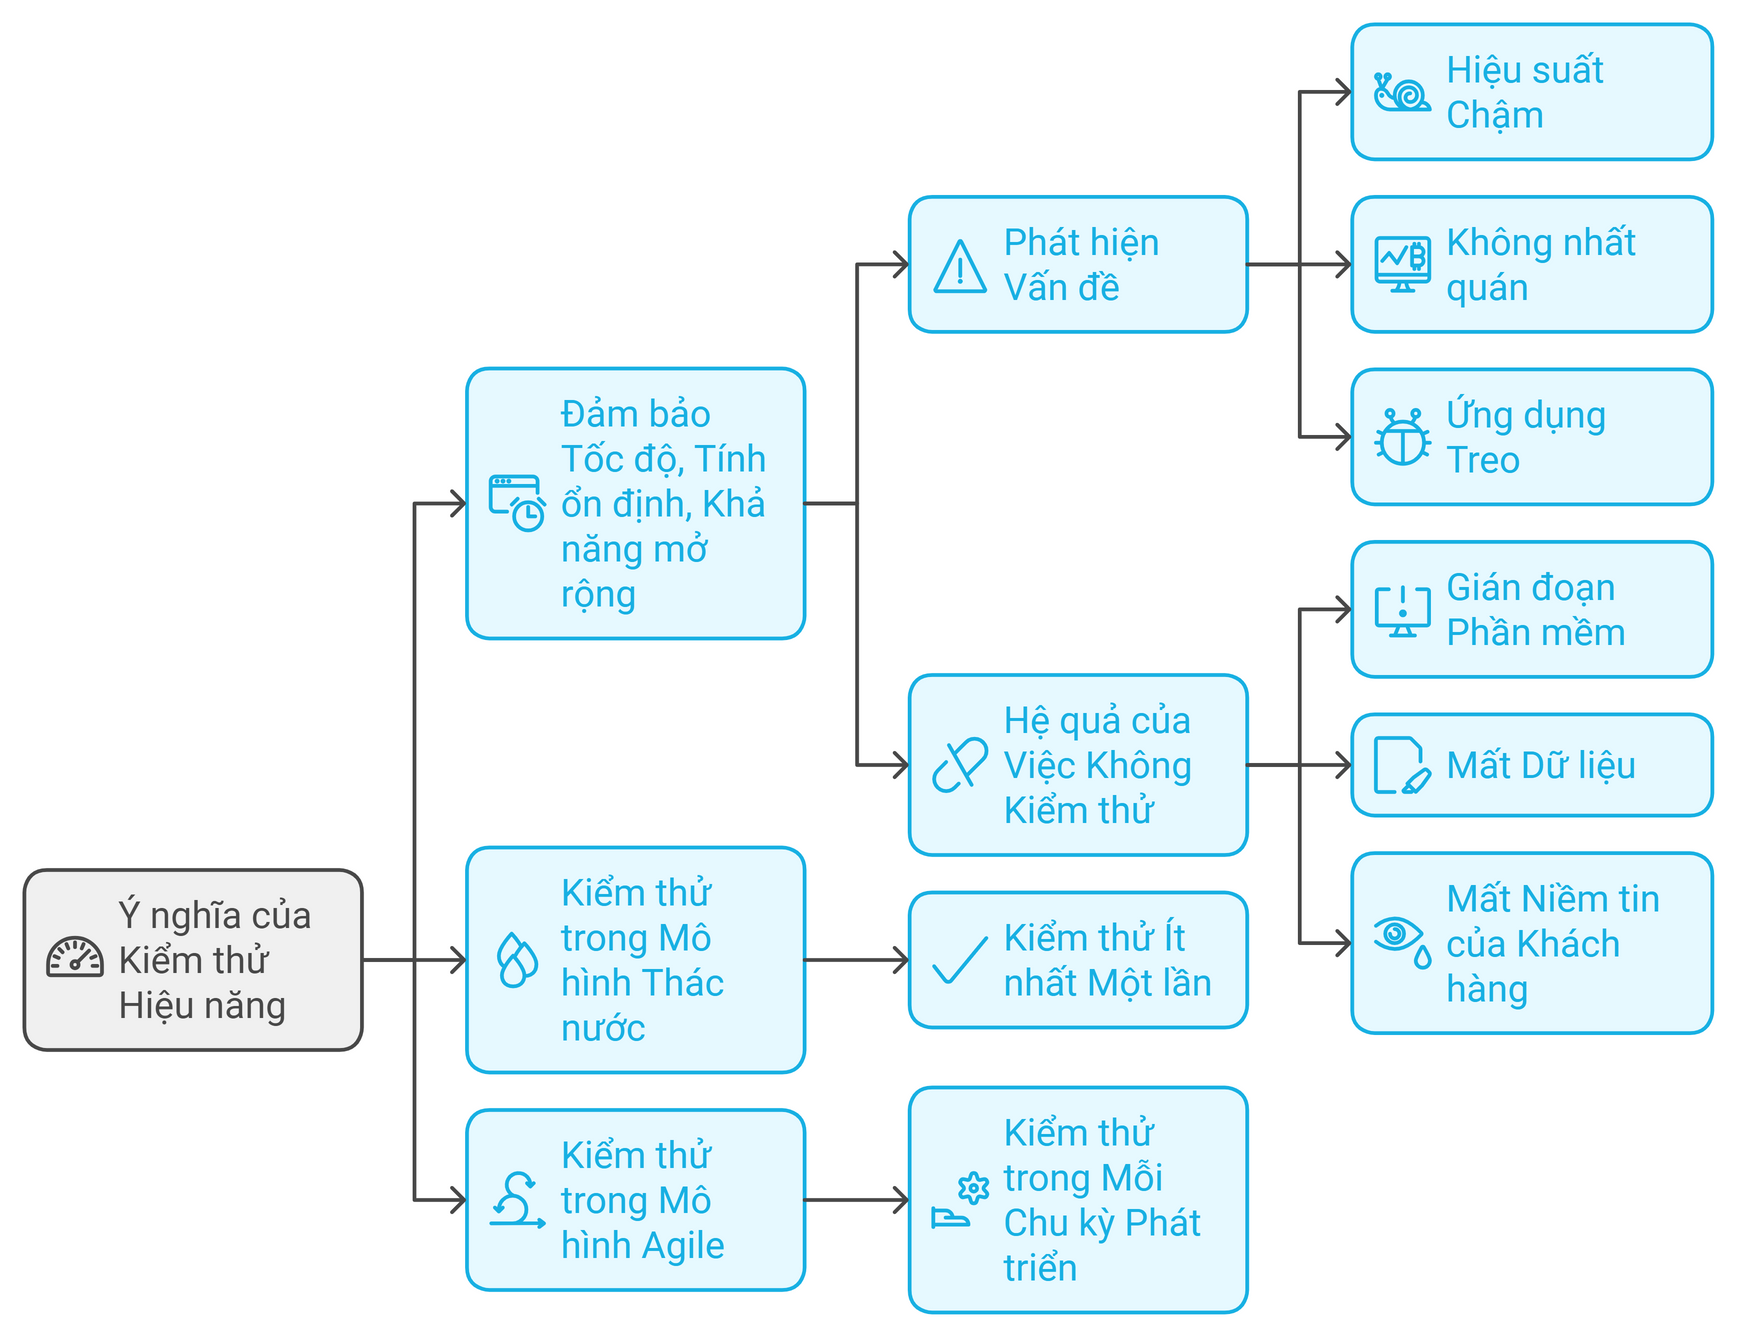 Ý nghĩa của
Kiểm thử
Hiệu năng
Đảm bảo
Tốc độ, Tính
ổn định, Khả
năng mở
rộng
Kiểm thử
trong Mô
hình Thác
nước
Kiểm thử
trong Mô
hình Agile
Phát hiện
Vấn đề
Hệ quả của
Việc Không
Kiểm thử
Kiểm thử Ít
nhất Một lần
Kiểm thử
trong Mỗi
Chu kỳ Phát
triển
Hiệu suất
Chậm
Không nhất
quán
Ứng dụng
Treo
Gián đoạn
Phần mềm
Mất Dữ liệu
Mất Niềm tin
của Khách
hàng